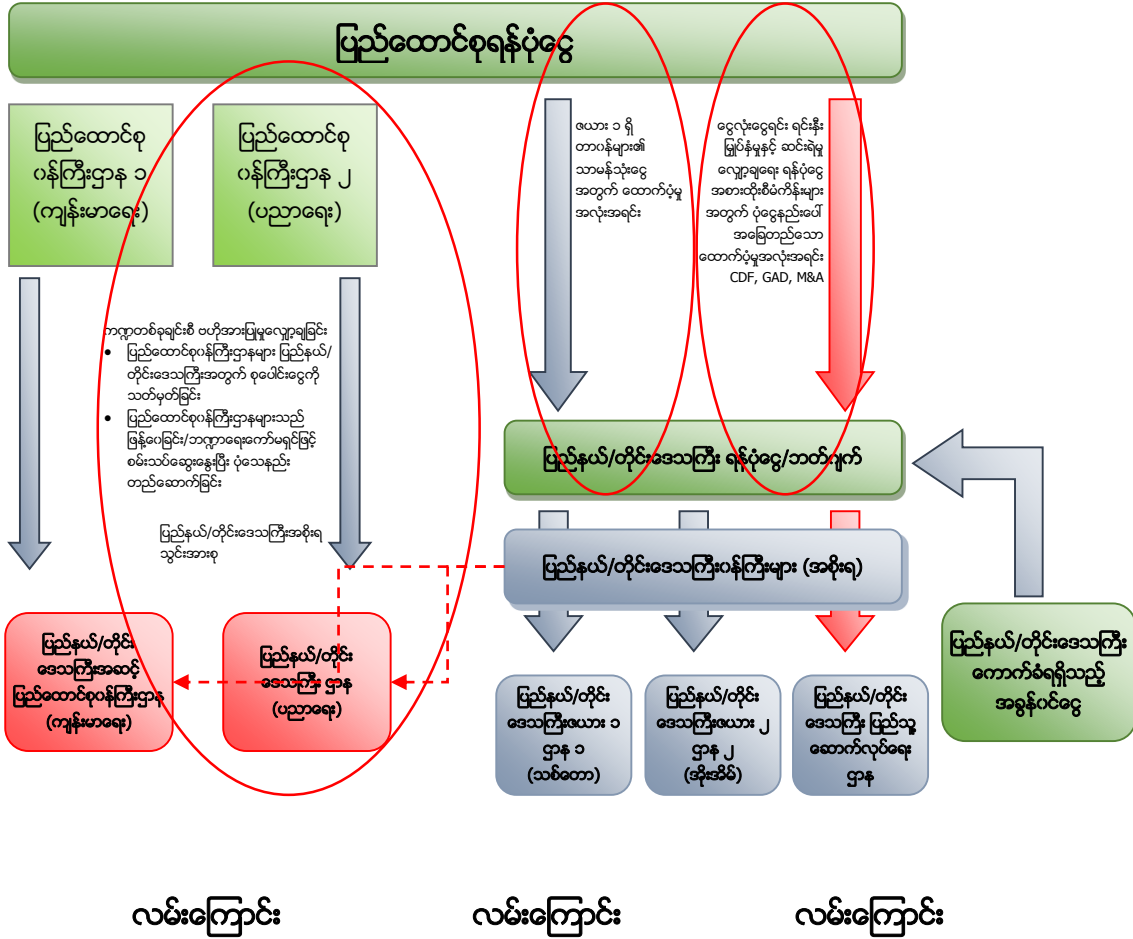 ပြည်ထောင်စုရန်ပုံငွေ
ပြည်ထောင်စု
ဝန်ကြီးဌာန ၁
(ကျန်းမာရေး)
ပြည်ထောင်စု
ဝန်ကြီးဌာန ၂
(ပညာရေး)
ဇယား ၁ ရှိ
တာဝန်များ၏
သာမန်သုံးငွေ
အတွက် ထောက်ပံ့မှု
အလုံးအရင်း
ငွေလုံးငွေရင်း ရင်းနှီး
မြှုပ်နှံမှုနှင့် ဆင်းရဲမှု
လျှော့ချရေး ရန်ပုံငွေ
အစားထိုးစီမံကိန်းများ
အတွက် ပုံငွေနည်းပေါ်
အခြေတည်သော
ထောက်ပံ့မှုအလုံးအရင်း
CDF, GAD, M&A
ကဏ္ဍတစ်ခုချင်းစီ ဗဟိုအားပြုမှုလျှော့ချခြင်း
• ပြည်ထောင်စုဝန်ကြီးဌာနများ ပြည်နယ်/
တိုင်းဒေသကြီးအတွက် စုပေါင်းငွေကို
သတ်မှတ်ခြင်း
• ပြည်ထောင်စုဝန်ကြီးဌာနများသည်
ဖြန့်ဝေခြင်း/ဘဏ္ဍာရေးကော်မရှင်ဖြင့်
စမ်းသပ်ဆွေးနွေးပြီး ပုံသေနည်း
တည်ဆောက်ခြင်း
ပြည်နယ်/တိုင်းဒေသကြီးအစိုးရ
သွင်းအားစု
ပြည်နယ်/တိုင်းဒေသကြီး ရန်ပုံငွေ/ဘတ်ဂျက်
ပြည်နယ်/တိုင်းဒေသကြီးဝန်ကြီးများ (အစိုးရ)
ပြည်နယ်/တိုင်း
ဒေသကြီးအဆင့်
ပြည်ထောင်စုဝန်ကြီးဌာန
(ကျန်းမာရေး)
ပြည်နယ်/တိုင်း
ဒေသကြီး ဌာန
(ပညာရေး)
ပြည်နယ်/တိုင်း
ဒေသကြီးဇယား ၁
ဌာန ၁
(သစ်တော)
ပြည်နယ်/တိုင်း
ဒေသကြီးဇယား ၂
ဌာန ၂
(အိုးအိမ်)
ပြည်နယ်/တိုင်း
ဒေသကြီး ပြည်သူ့
ဆောက်လုပ်ရေး
ဌာန
ပြည်နယ်/တိုင်းဒေသကြီး
ကောက်ခံရရှိသည့်
အခွန်ဝင်ငွေ
လမ်းကြောင်း
လမ်းကြောင်း
လမ်းကြောင်း